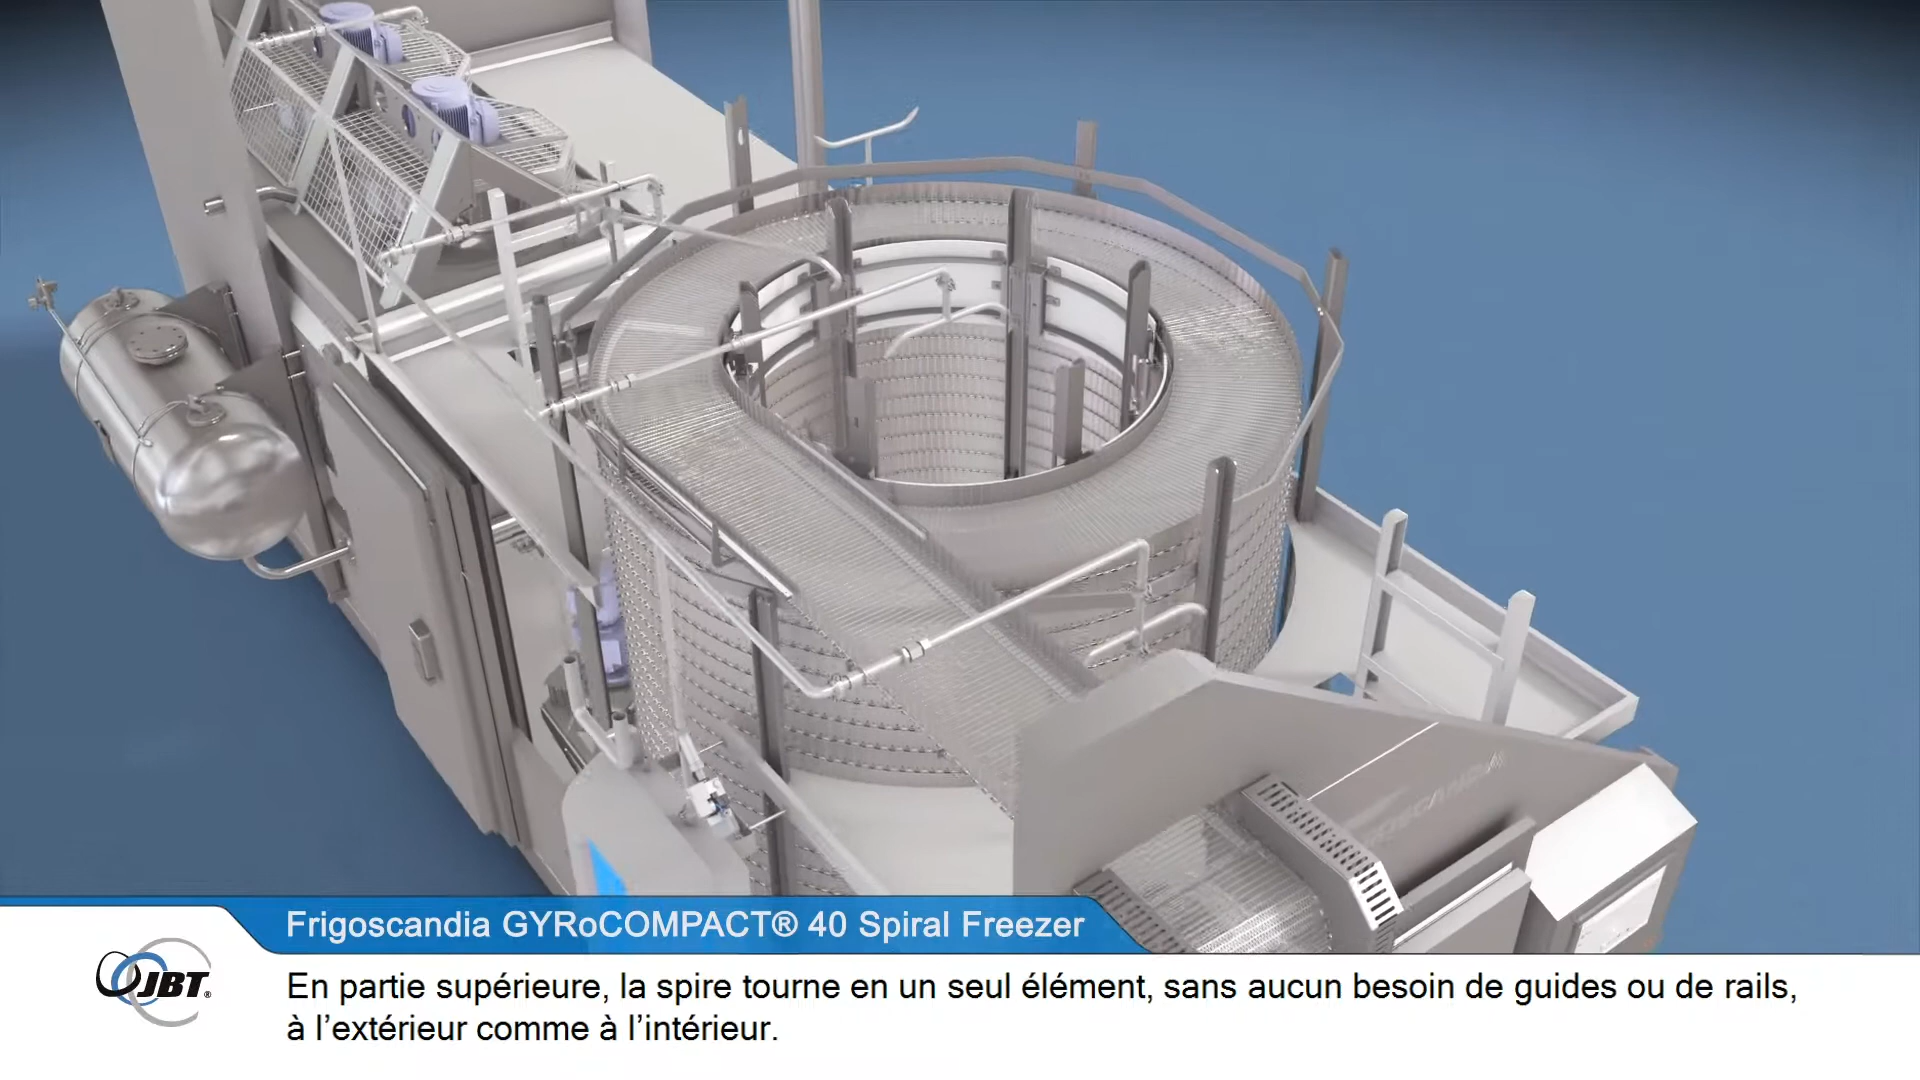 Frigoscandia GYRoCOMPACT® 40 Spiral Freezer
JBT®
En partie supérieure, la spire tourne en un seul élément, sans aucun besoin de guides ou de rails,
à l’extérieur comme à l’intérieur.